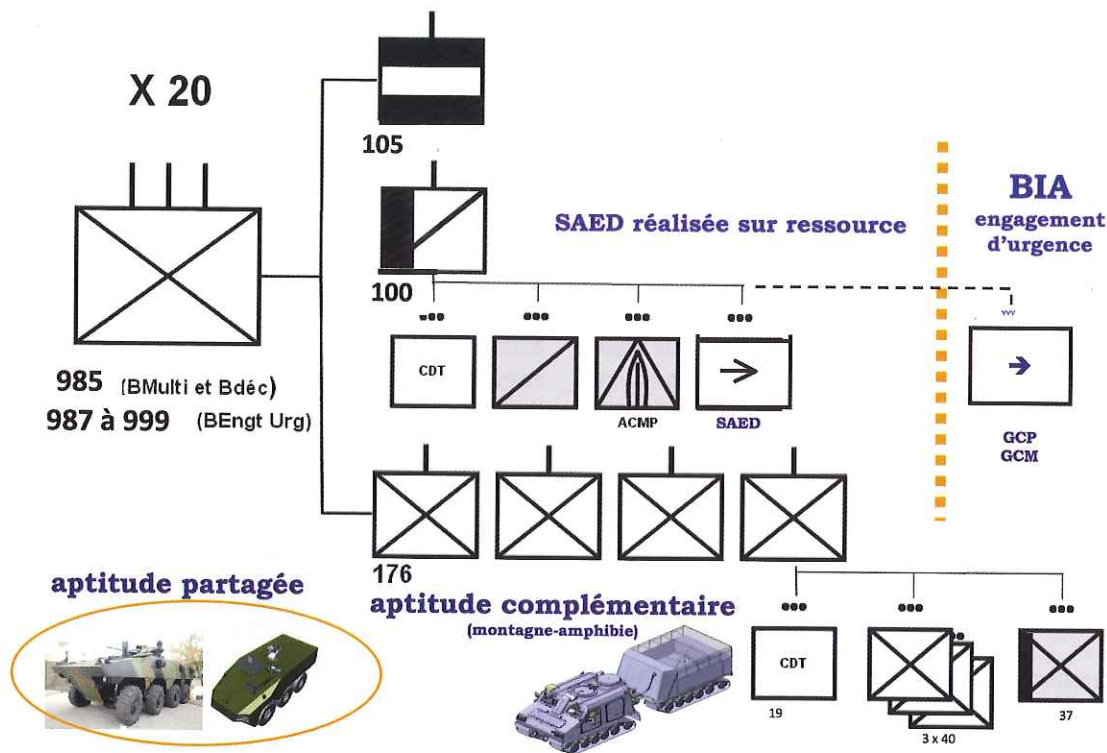 X 20
105
BIA
engagement
d'urgence
SAED réalisée sur ressource
100
CDT
ACMP
SAED
985 (BMulti et Bdéc)
987 à 999 (BEngt Urg)
GCP
GCM
176
aptitude partagée
aptitude complémentaire
(montagne-amphibie)
CDT
19
3 x 40
37